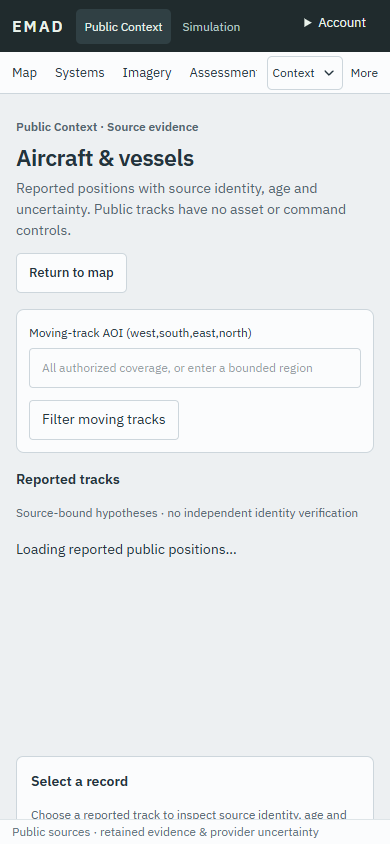 EMAD Public Context Simulation ▶ Account
Map Systems Imagery Assessmen Context More
Public Context · Source evidence
Aircraft & vessels
Reported positions with source identity, age and
uncertainty. Public tracks have no asset or command
controls.
Return to map
Moving-track AOI (west,south,east,north)
All authorized coverage, or enter a bounded region
Filter moving tracks
Reported tracks
Source-bound hypotheses · no independent identity verification
Loading reported public positions...
Select a record
Choose a reported track to inspect source identity, age and
Public sources · retained evidence & provider uncertainty